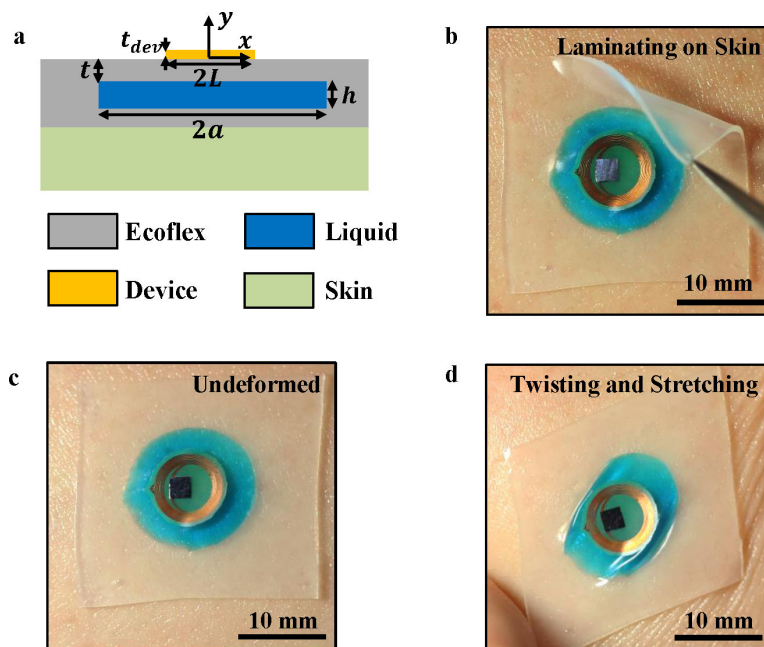 a
y
t_dev
x
t
2L
h
2a
Ecoflex
Liquid
Device
Skin
b
Laminating on Skin
10 mm
c
Undeformed
10 mm
d
Twisting and Stretching
10 mm